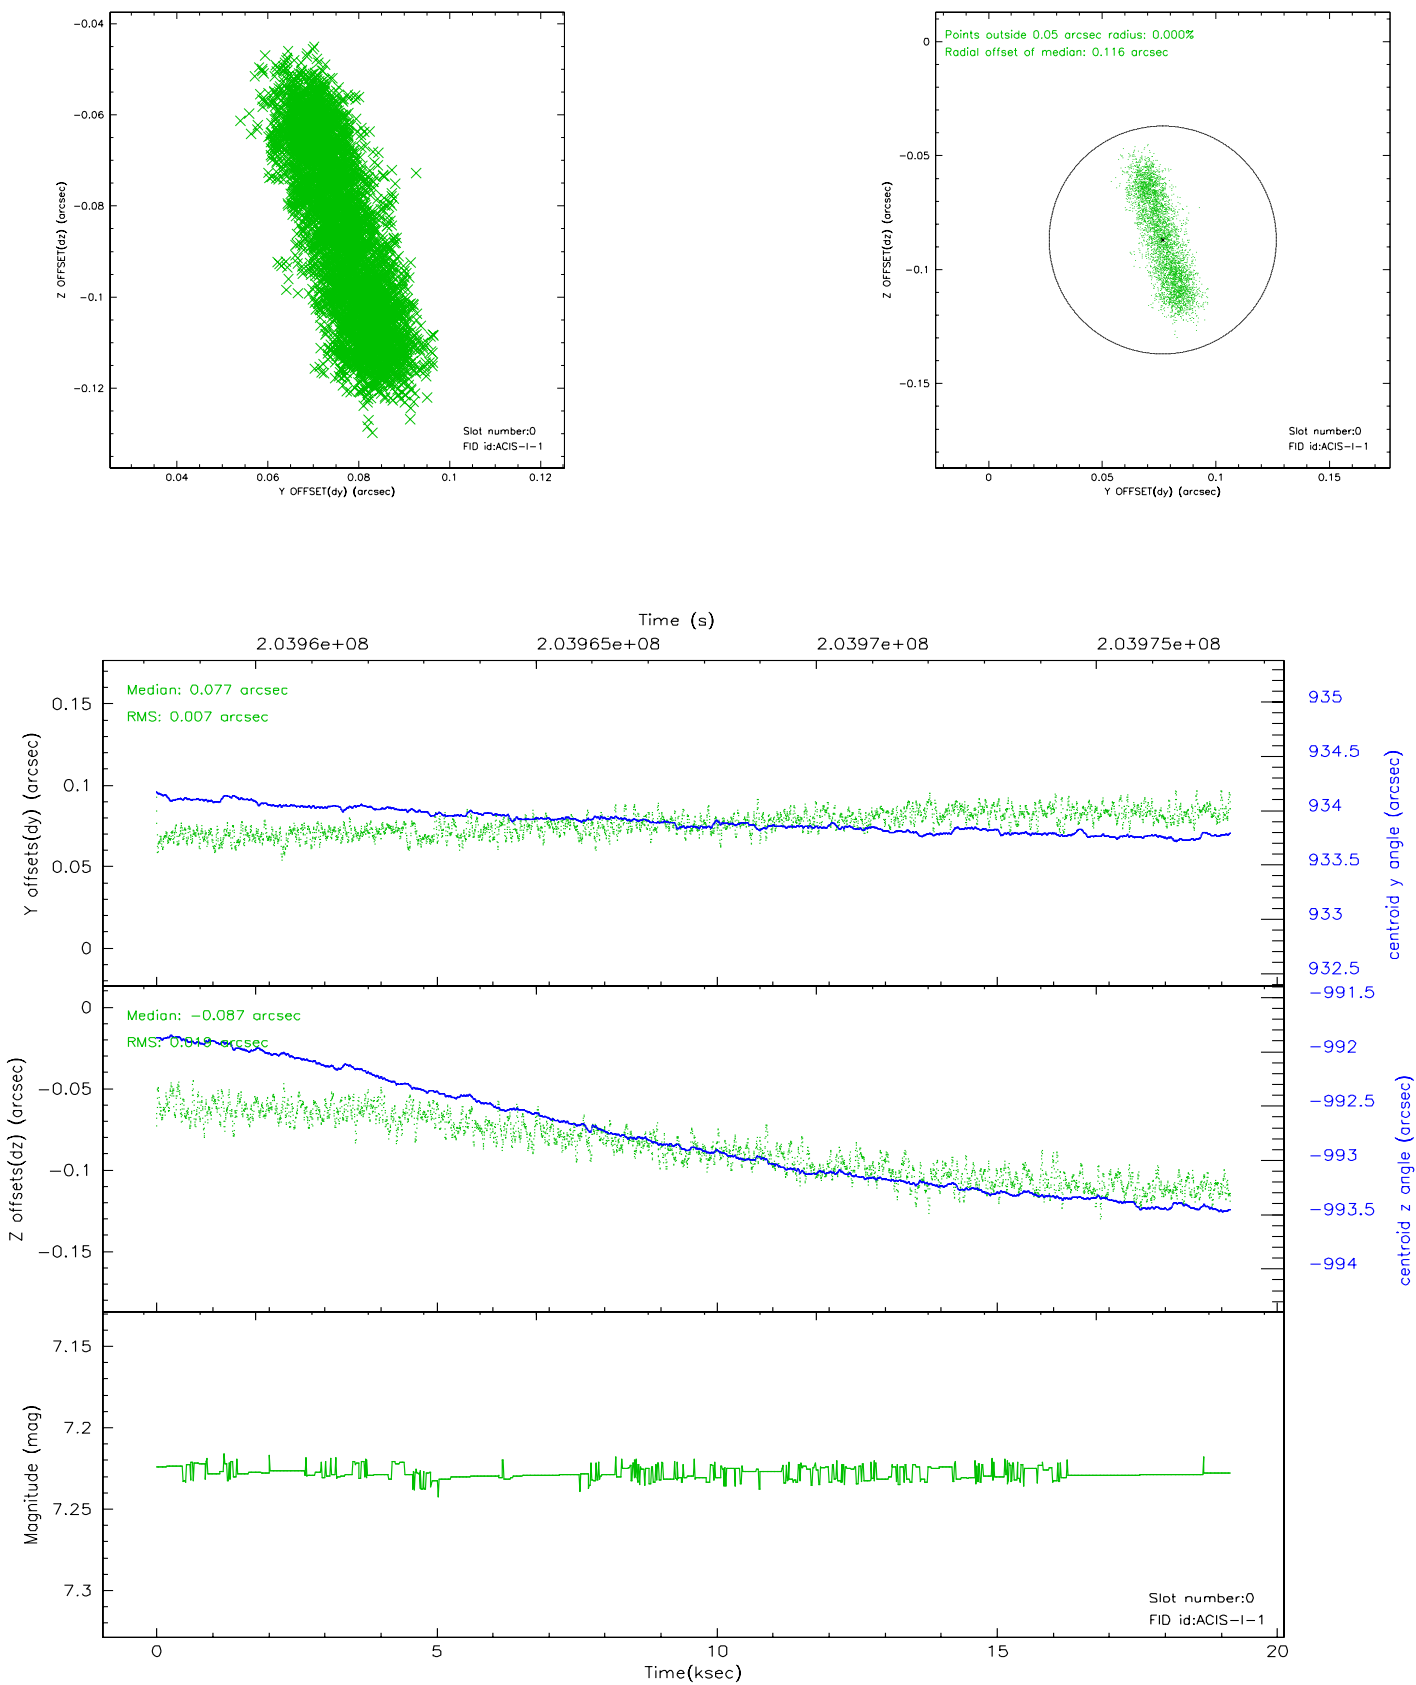 −0.04
−0.06
−0.08
−0.1
−0.12
Z OFFSET(dz) (arcsec)
Slot number:0
FID id:ACIS−I−1
0.04 0.06 0.08 0.1 0.12
Y OFFSET(dy) (arcsec)
Points outside 0.05 arcsec radius: 0.000%
Radial offset of median: 0.116 arcsec
0
−0.05
−0.1
−0.15
Z OFFSET(dz) (arcsec)
Slot number:0
FID id:ACIS−I−1
0 0.05 0.1 0.15
Y OFFSET(dy) (arcsec)
Time (s)
2.0396e+08 2.03965e+08 2.0397e+08 2.03975e+08
Median: 0.077 arcsec
RMS: 0.007 arcsec
0.15
0.1
0.05
0
Y offsets(dy) (arcsec)
935
934.5
934
933.5
933
932.5
centroid y angle (arcsec)
Median: −0.087 arcsec
RMS: arcsec
0
−0.05
−0.1
−0.15
Z offsets(dz) (arcsec)
−991.5
−992
−992.5
−993
−993.5
−994
centroid z angle (arcsec)
7.15
7.2
7.25
7.3
Magnitude (mag)
Slot number:0
FID id:ACIS−I−1
0 5 10 15 20
Time(ksec)